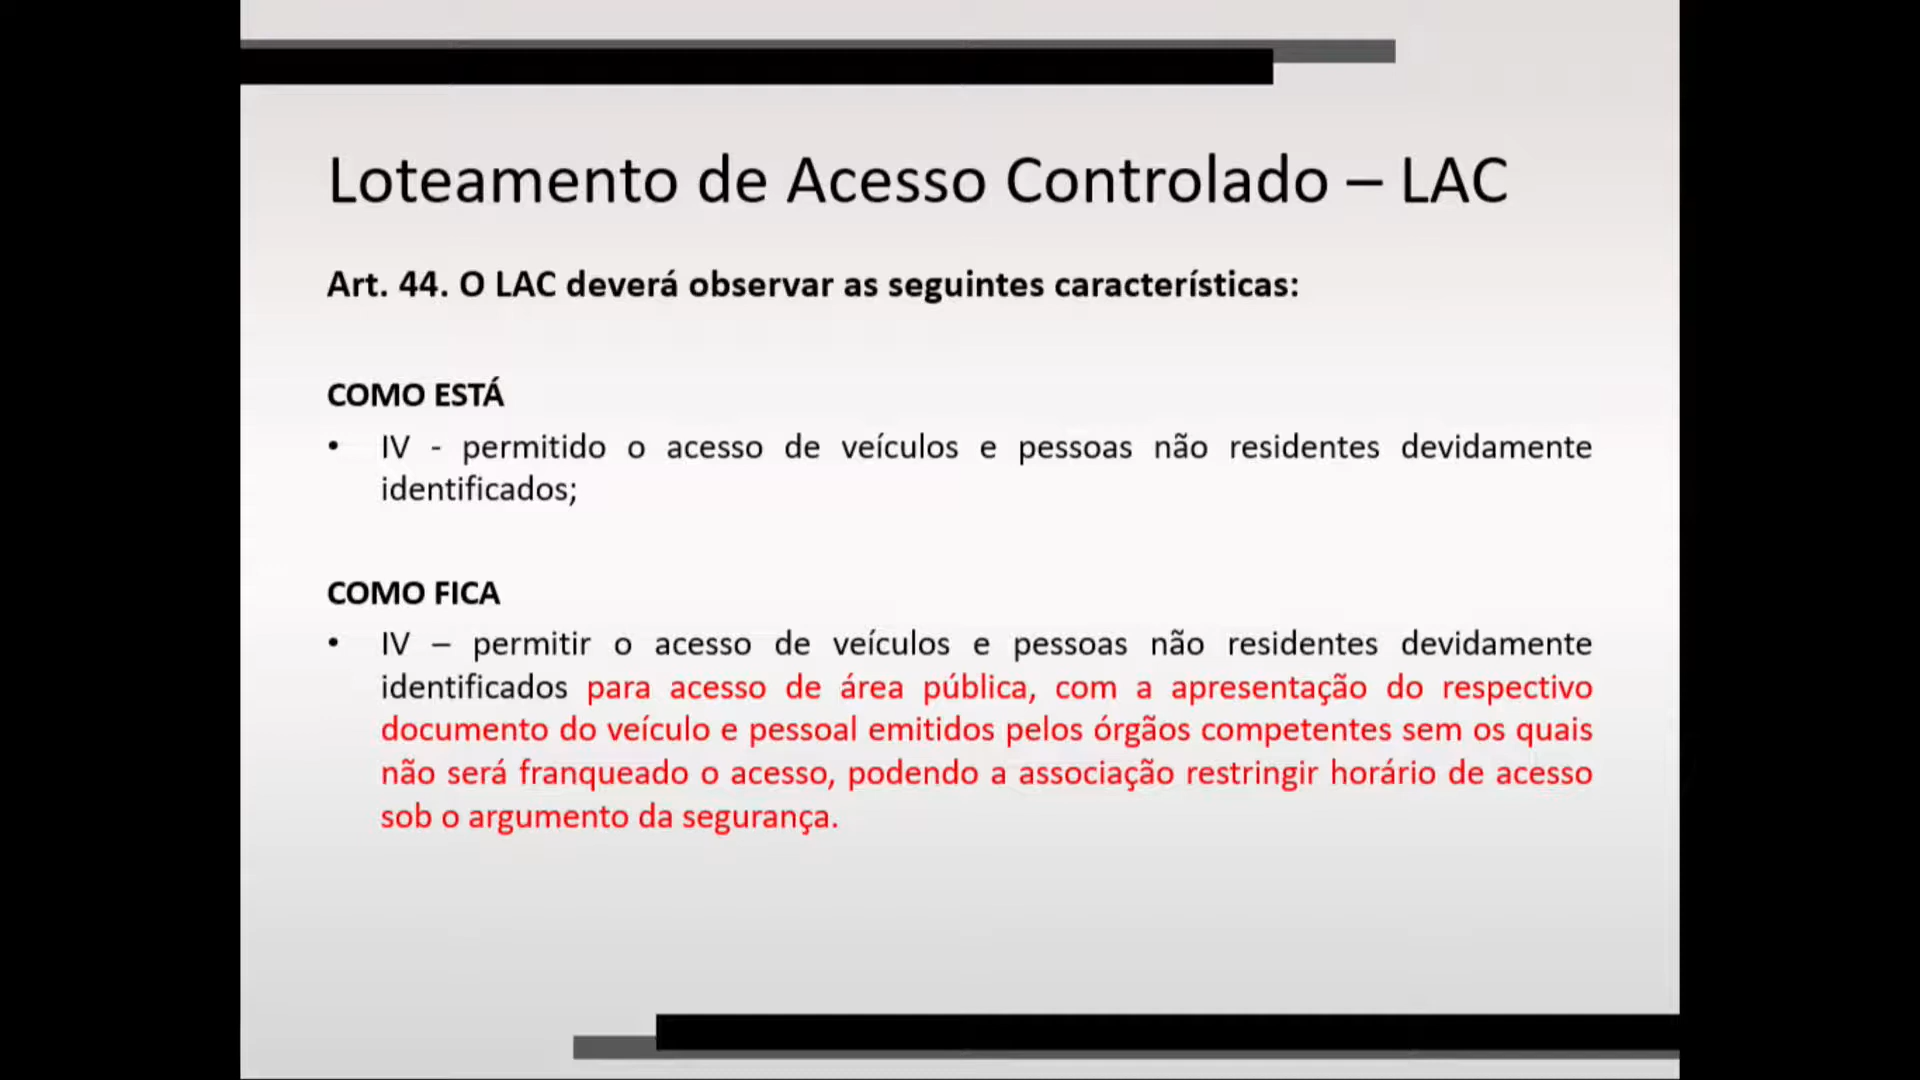 Loteamento de Acesso Controlado – LAC
Art. 44. O LAC deverá observar as seguintes características:
COMO ESTÁ
• IV - permitido o acesso de veículos e pessoas não residentes devidamente
identificados;
COMO FICA
• IV – permitir o acesso de veículos e pessoas não residentes devidamente
identificados para acesso de área pública, com a apresentação do respectivo
documento do veículo e pessoal emitidos pelos órgãos competentes sem os quais
não será franqueado o acesso, podendo a associação restringir horário de acesso
sob o argumento da segurança.